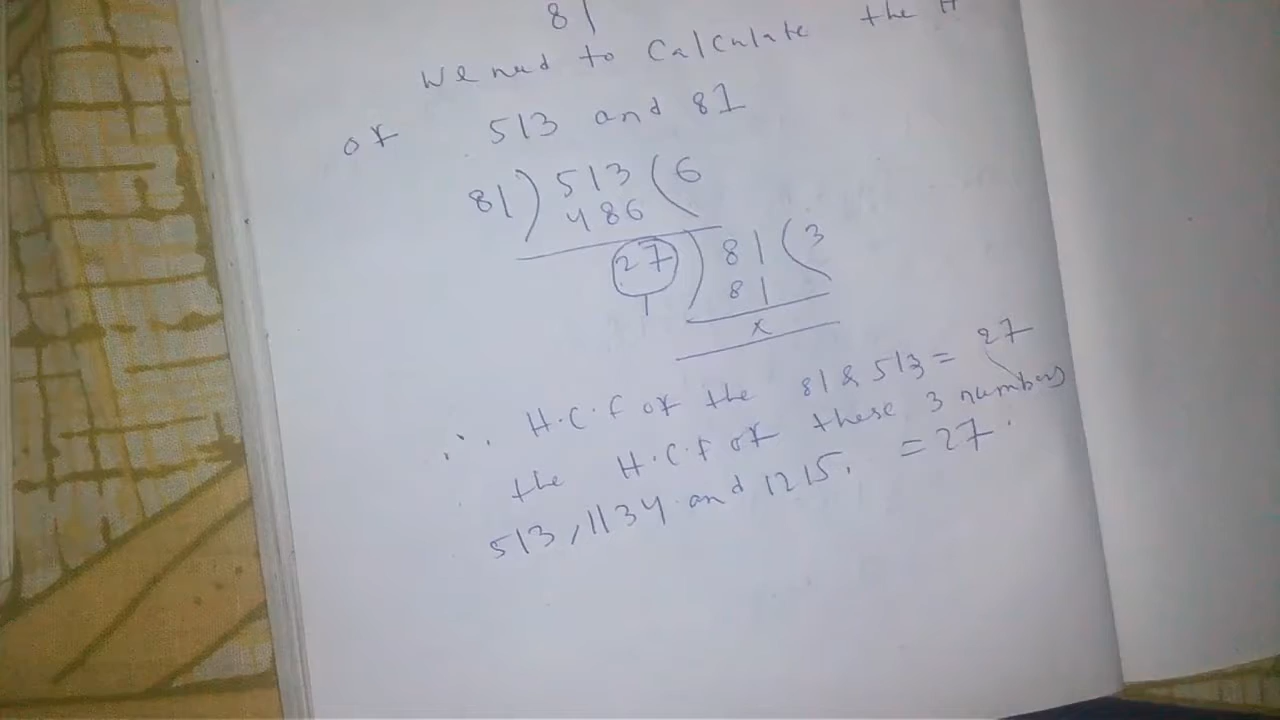 81
We need to Calculate the H
of 513 and 81
81) 513 (6
486
27) 81 (3
81
x
∴ H.C.F of the 81 & 513 = 27
the H.C.F of these 3 numbers
513, 1134 and 1215. = 27.